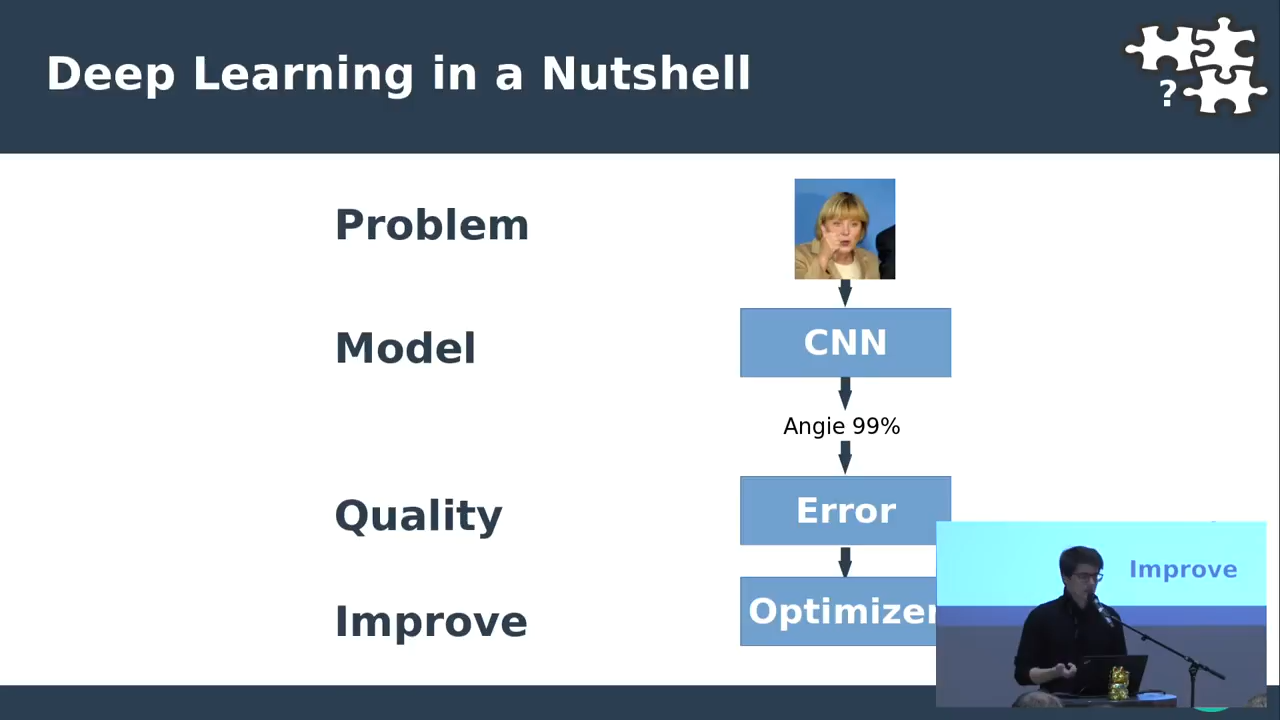 Deep Learning in a Nutshell
?
Problem
Model
CNN
Angie 99%
Quality
Error
Improve
Optimizer
Improve